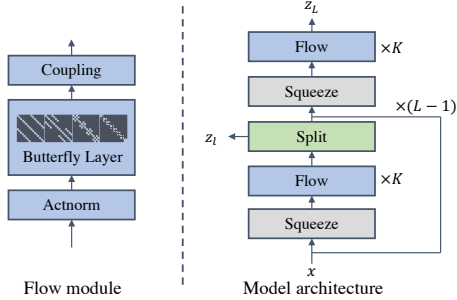 Coupling
Butterfly Layer
Actnorm
Flow module
z_L
Flow
×K
Squeeze
×(L − 1)
z_l
Split
Flow
×K
Squeeze
x
Model architecture